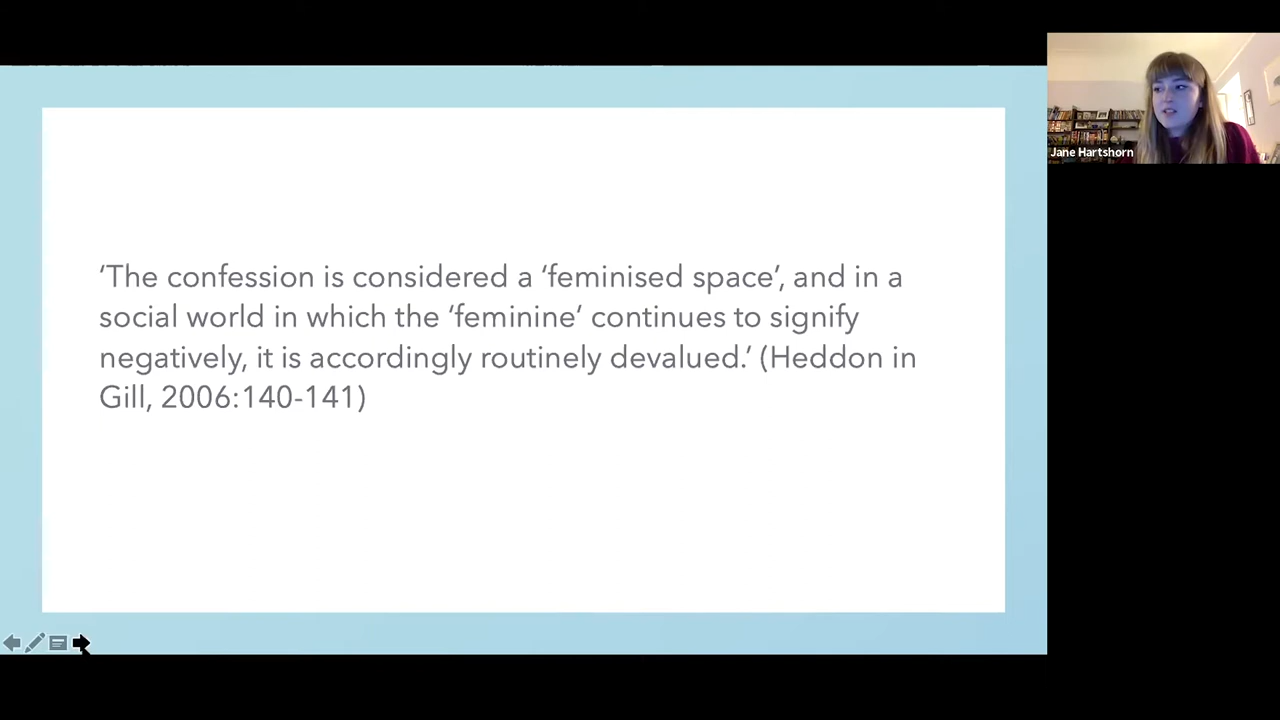 ‘The confession is considered a ‘feminised space’, and in a
social world in which the ‘feminine’ continues to signify
negatively, it is accordingly routinely devalued.’ (Heddon in
Gill, 2006:140-141)
Jane Hartshorn